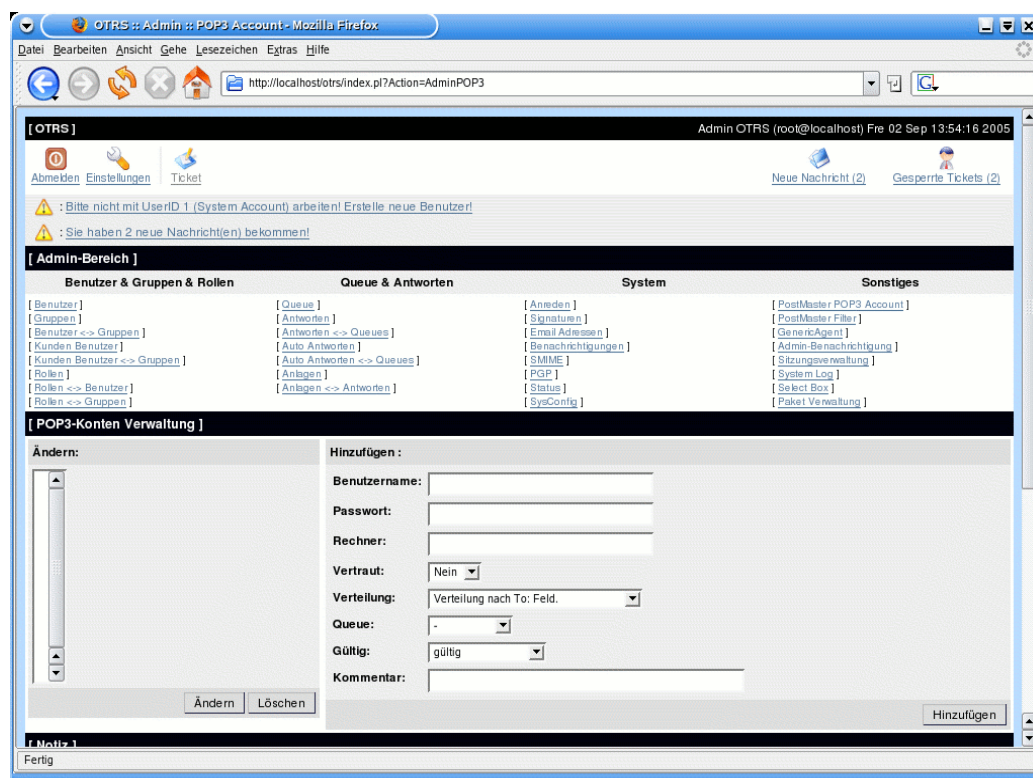 OTRS :: Admin :: POP3 Account - Mozilla Firefox
Datei Bearbeiten Ansicht Gehe Lesezeichen Extras Hilfe
http://localhost/otrs/index.pl?Action=AdminPOP3
[ OTRS ] Admin OTRS (root@localhost) Fre 02 Sep 13:54:16 2005
Abmelden Einstellungen Ticket Neue Nachricht (2) Gesperrte Tickets (2)
: Bitte nicht mit UserID 1 (System Account) arbeiten! Erstelle neue Benutzer!
: Sie haben 2 neue Nachricht(en) bekommen!
[ Admin-Bereich ]
Benutzer & Gruppen & Rollen Queue & Antworten System Sonstiges
[ Benutzer ] [ Queue ] [ Anreden ] [ PostMaster POP3 Account ]
[ Gruppen ] [ Antworten ] [ Signaturen ] [ PostMaster Filter ]
[ Benutzer <-> Gruppen ] [ Antworten <-> Queues ] [ Email Adressen ] [ GenericAgent ]
[ Kunden Benutzer ] [ Auto Antworten ] [ Benachrichtigungen ] [ Admin-Benachrichtigung ]
[ Kunden Benutzer <-> Gruppen ] [ Auto Antworten <-> Queues ] [ SMIME ] [ Sitzungsverwaltung ]
[ Rollen ] [ Anlagen ] [ PGP ] [ System Log ]
[ Rollen <-> Benutzer ] [ Anlagen <-> Antworten ] [ Status ] [ Select Box ]
[ Rollen <-> Gruppen ] [ SysConfig ] [ Paket Verwaltung ]
[ POP3-Konten Verwaltung ]
Ändern: Hinzufügen :
Benutzername:
Passwort:
Rechner:
Vertraut: Nein
Verteilung: Verteilung nach To: Feld.
Queue: -
Gültig: gültig
Kommentar:
Ändern Löschen
Hinzufügen
[ Notiz ]
Fertig